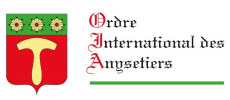 Ordre
International des
Anysetiers